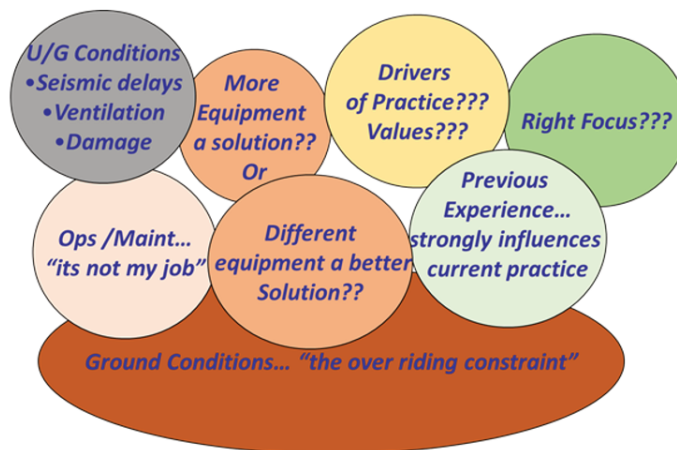 U/G Conditions
•Seismic delays
•Ventilation
•Damage
More
Equipment
a solution??
Or
Drivers
of Practice???
Values???
Right Focus???
Ops /Maint…
“its not my job”
Different
equipment a better
Solution??
Previous
Experience…
strongly influences
current practice
Ground Conditions… “the over riding constraint”